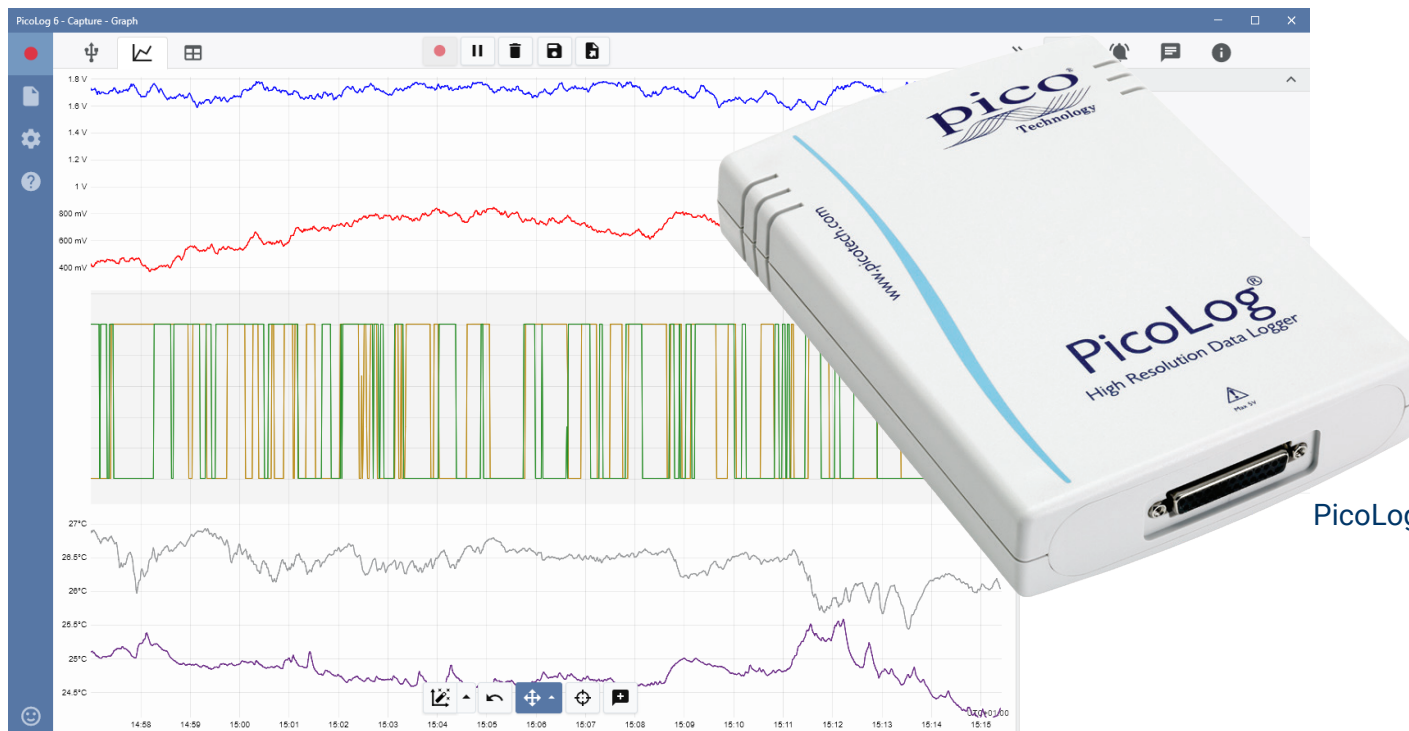 PicoLog 6 - Capture - Graph
1.8 V
1.6 V
1.4 V
1.2 V
1 V
800 mV
600 mV
400 mV
27°C
26.5°C
26°C
25.5°C
25°C
24.5°C
14:58 14:59 15:00 15:01 15:02 15:03 15:04 15:05 15:06 15:07 15:08 15:09 15:10 15:11 15:12 15:13 15:14 15:15
pico
Technology
www.picotech.com
PicoLog®
High Resolution Data Logger
Max 5V
PicoLog